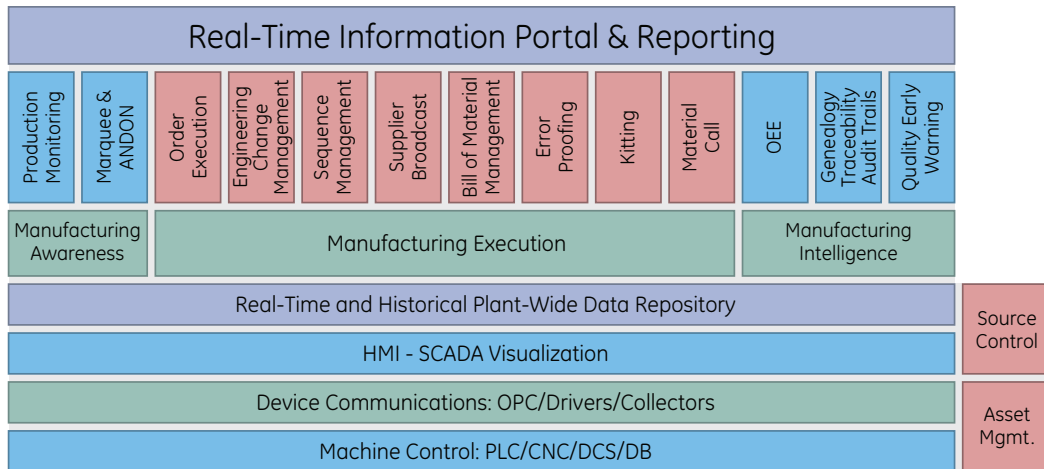 Real-Time Information Portal & Reporting
Production
Monitoring
Marquee &
ANDON
Order
Execution
Engineering
Change
Management
Sequence
Management
Supplier
Broadcast
Bill of Material
Management
Error
Proofing
Kitting
Material
Call
OEE
Genealogy
Traceability
Audit Trails
Quality Early
Warning
Manufacturing
Awareness
Manufacturing Execution
Manufacturing
Intelligence
Real-Time and Historical Plant-Wide Data Repository
Source
Control
HMI - SCADA Visualization
Device Communications: OPC/Drivers/Collectors
Asset
Mgmt.
Machine Control: PLC/CNC/DCS/DB